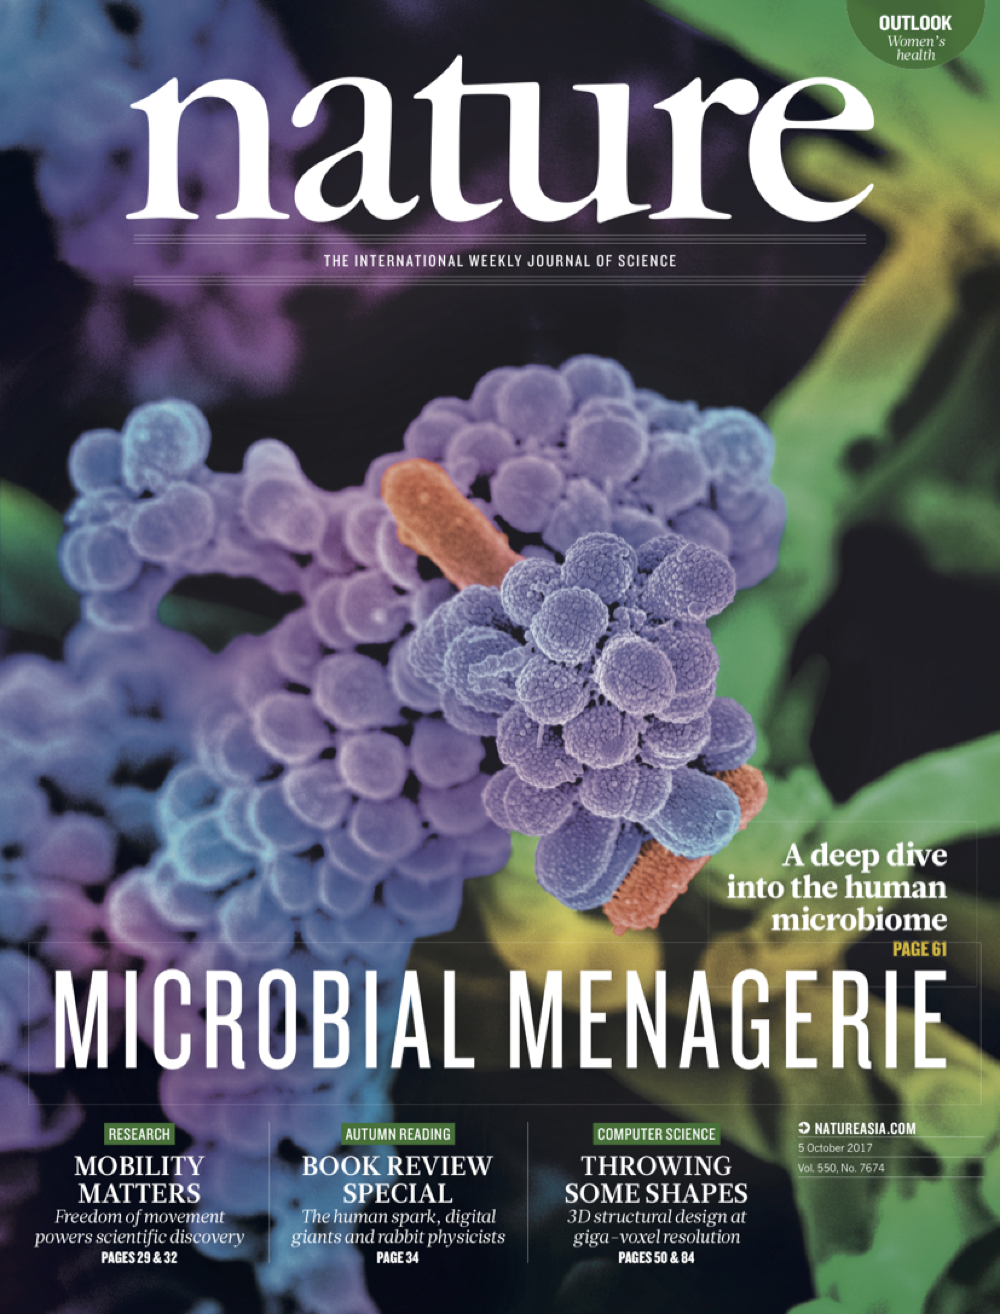 OUTLOOK
Women's
health
nature
THE INTERNATIONAL WEEKLY JOURNAL OF SCIENCE
A deep dive
into the human
microbiome
PAGE 61
MICROBIAL MENAGERIE
RESEARCH
MOBILITY
MATTERS
Freedom of movement
powers scientific discovery
PAGES 29 & 32
AUTUMN READING
BOOK REVIEW
SPECIAL
The human spark, digital
giants and rabbit physicists
PAGE 34
COMPUTER SCIENCE
THROWING
SOME SHAPES
3D structural design at
giga-voxel resolution
PAGES 50 & 84
NATUREASIA.COM
5 October 2017
Vol. 550, No. 7674